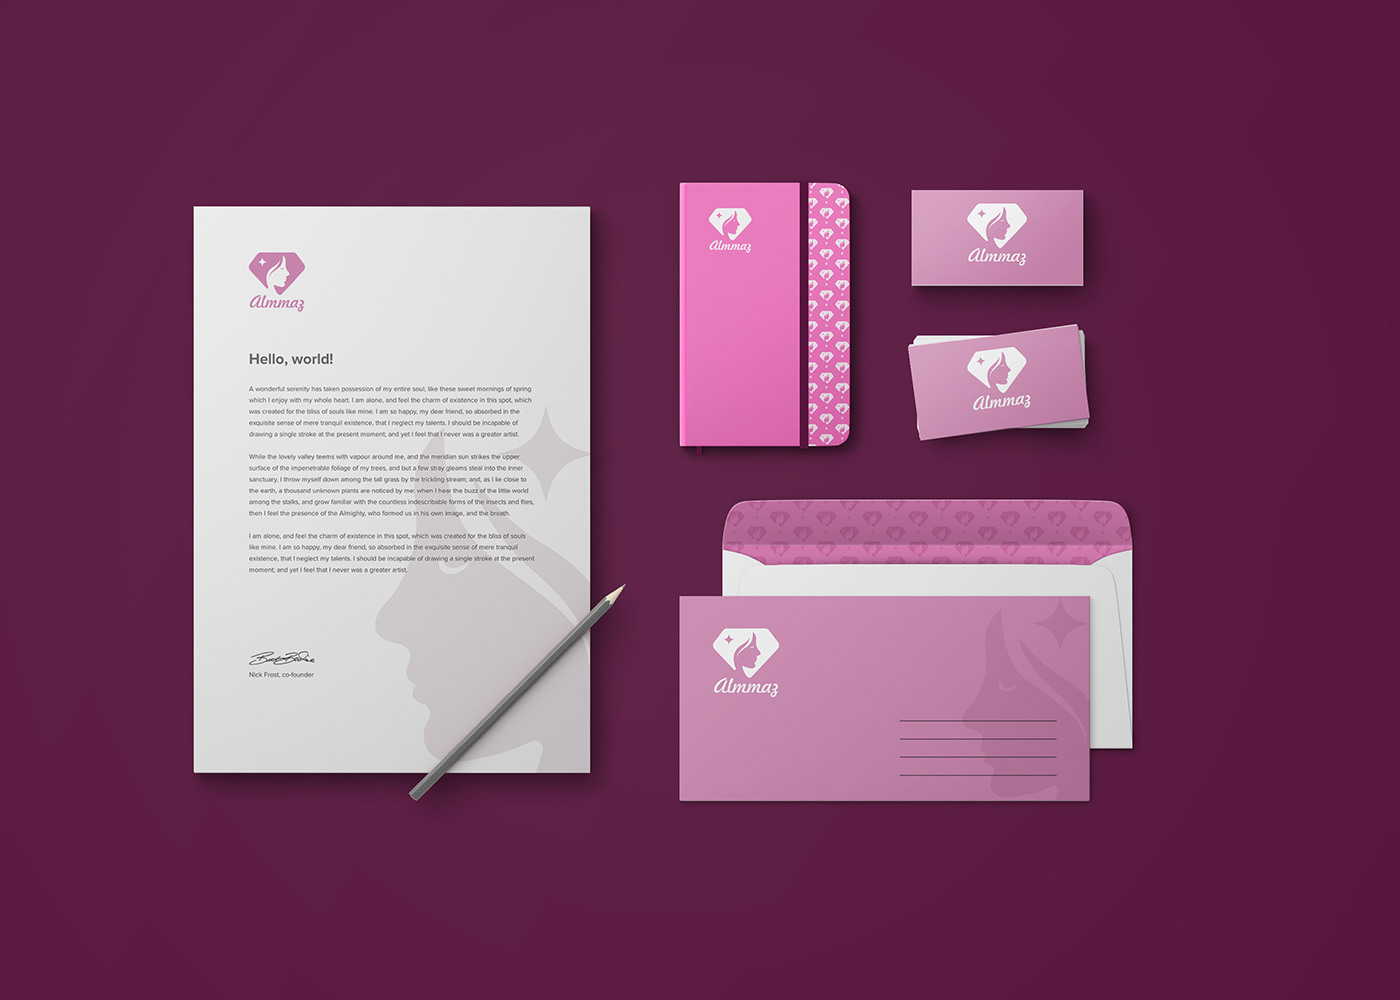 Almmaz
Hello, world!
A wonderful serenity has taken possession of my entire soul, like these sweet mornings of spring
which I enjoy with my whole heart. I am alone, and feel the charm of existence in this spot, which
was created for the bliss of souls like mine. I am so happy, my dear friend, so absorbed in the
exquisite sense of mere tranquil existence, that I neglect my talents. I should be incapable of
drawing a single stroke at the present moment; and yet I feel that I never was a greater artist.
While the lovely valley teems with vapour around me, and the meridian sun strikes the upper
surface of the impenetrable foliage of my trees, and but a few stray gleams steal into the inner
sanctuary, I throw myself down among the tall grass by the trickling stream; and, as I lie close to
the earth, a thousand unknown plants are noticed by me: when I hear the buzz of the little world
among the stalks, and grow familiar with the countless indescribable forms of the insects and flies,
then I feel the presence of the Almighty, who formed us in his own image, and the breath.
I am alone, and feel the charm of existence in this spot, which was created for the bliss of souls
like mine. I am so happy, my dear friend, so absorbed in the exquisite sense of mere tranquil
existence, that I neglect my talents. I should be incapable of drawing a single stroke at the present
moment; and yet I feel that I never was a greater artist.
Nick Frost, co-founder
Almmaz
Almmaz
Almmaz
Almmaz